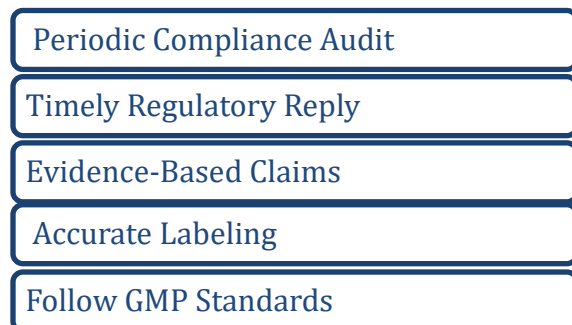 Periodic Compliance Audit
Timely Regulatory Reply
Evidence-Based Claims
Accurate Labeling
Follow GMP Standards